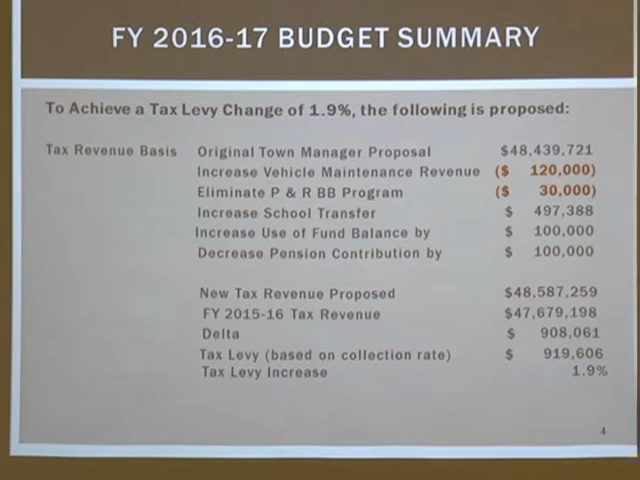 FY 2016-17 BUDGET SUMMARY
To Achieve a Tax Levy Change of 1.9%, the following is proposed:
Tax Revenue Basis Original Town Manager Proposal $48,439,721
Increase Vehicle Maintenance Revenue ($ 120,000)
Eliminate P & R BB Program ($ 30,000)
Increase School Transfer $ 497,388
Increase Use of Fund Balance by $ 100,000
Decrease Pension Contribution by $ 100,000
New Tax Revenue Proposed $48,587,259
FY 2015-16 Tax Revenue $47,679,198
Delta $ 908,061
Tax Levy (based on collection rate) $ 919,606
Tax Levy Increase 1.9%
4